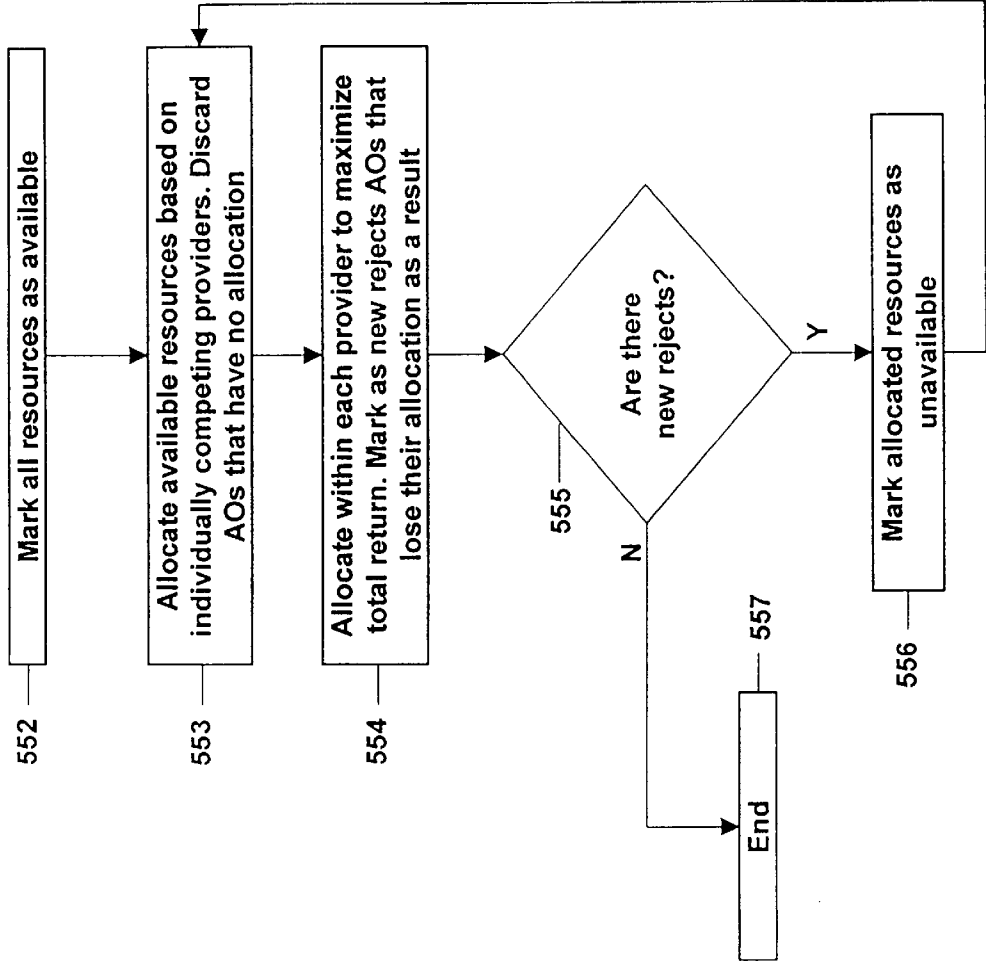 552
Mark all resources as available
553
Allocate available resources based on
individually competing providers. Discard
AOs that have no allocation
554
Allocate within each provider to maximize
total return. Mark as new rejects AOs that
lose their allocation as a result
555
Are there
new rejects?
N
Y
557
End
556
Mark allocated resources as
unavailable